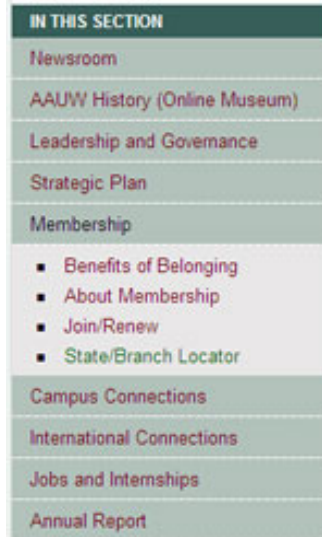 IN THIS SECTION
Newsroom
AAUW History (Online Museum)
Leadership and Governance
Strategic Plan
Membership
Benefits of Belonging
About Membership
Join/Renew
State/Branch Locator
Campus Connections
International Connections
Jobs and Internships
Annual Report